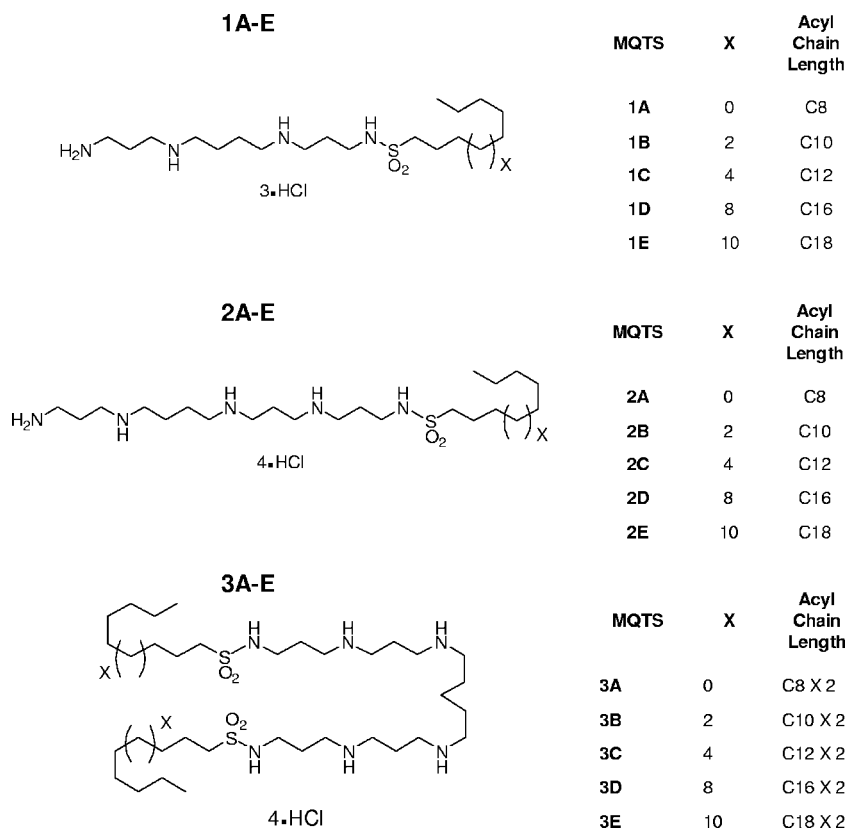 1A-E
MQTS X Acyl Chain Length
H2N N H H N H N S O2 X
3▪HCl
1A 0 C8
1B 2 C10
1C 4 C12
1D 8 C16
1E 10 C18
2A-E
MQTS X Acyl Chain Length
H2N N H H N H N H N S O2 X
4▪HCl
2A 0 C8
2B 2 C10
2C 4 C12
2D 8 C16
2E 10 C18
3A-E
MQTS X Acyl Chain Length
X S O2 H N H N H N
X O2 S N H N H N H
4▪HCl
3A 0 C8 X 2
3B 2 C10 X 2
3C 4 C12 X 2
3D 8 C16 X 2
3E 10 C18 X 2